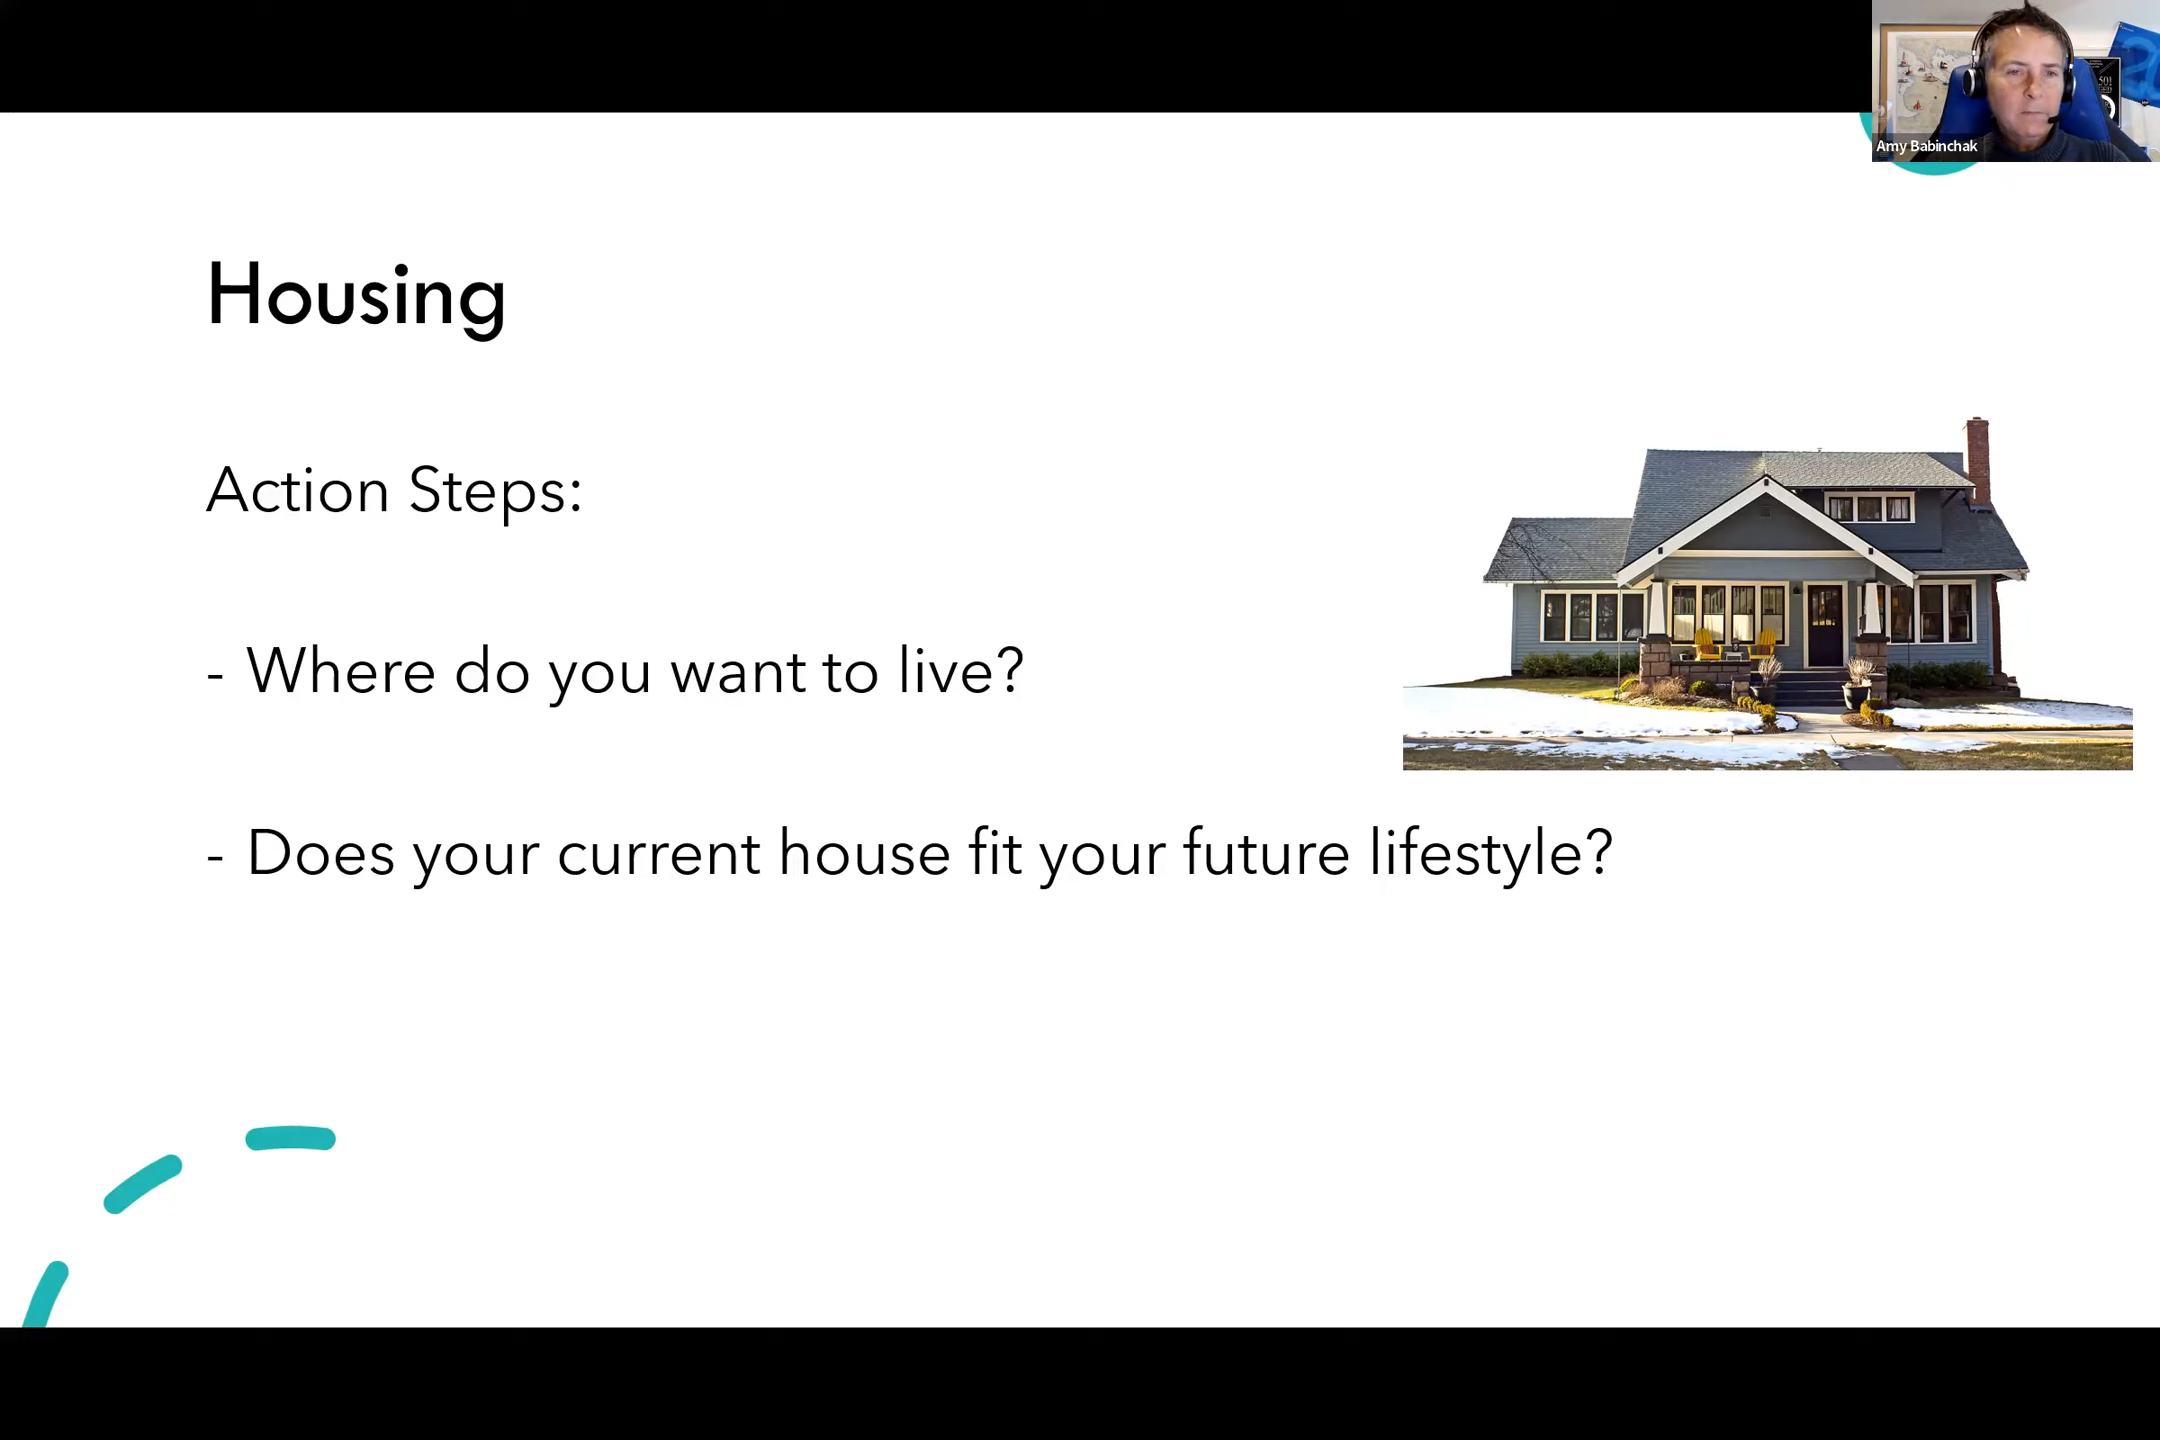 Amy Babinchak
Housing
Action Steps:
- Where do you want to live?
- Does your current house fit your future lifestyle?